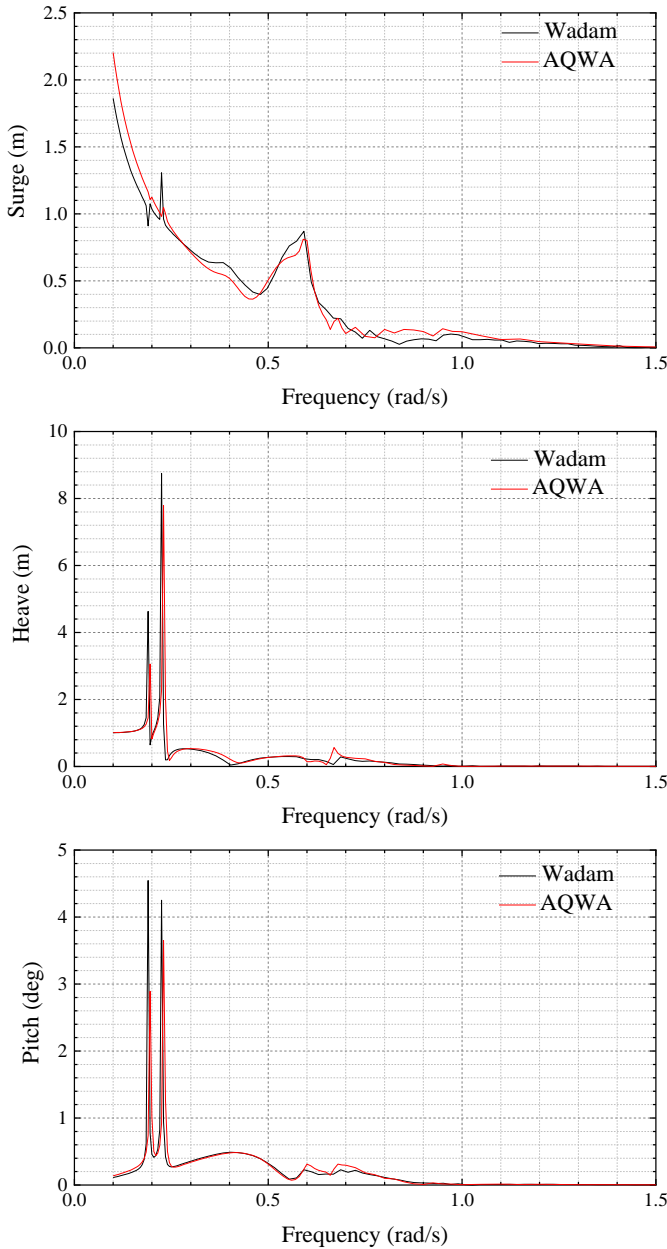 2.5
2.0
1.5
1.0
0.5
0.0
Surge (m)
Wadam
AQWA
0.0 0.5 1.0 1.5
Frequency (rad/s)
10
8
6
4
2
0
Heave (m)
Wadam
AQWA
0.0 0.5 1.0 1.5
Frequency (rad/s)
5
4
3
2
1
0
Pitch (deg)
Wadam
AQWA
0.0 0.5 1.0 1.5
Frequency (rad/s)